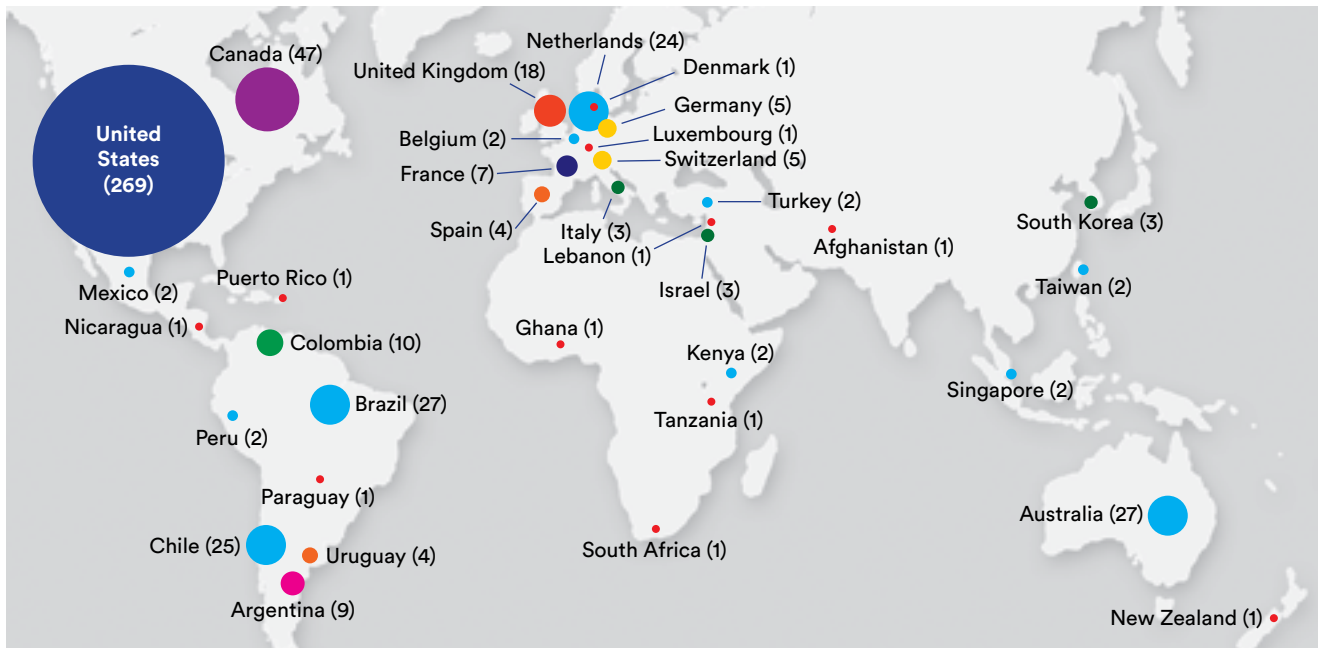 Canada (47)
United
States
(269)
Mexico (2)
Puerto Rico (1)
Nicaragua (1)
Colombia (10)
Brazil (27)
Peru (2)
Paraguay (1)
Chile (25)
Uruguay (4)
Argentina (9)
Netherlands (24)
United Kingdom (18)
Denmark (1)
Germany (5)
Belgium (2)
Luxembourg (1)
France (7)
Switzerland (5)
Spain (4)
Italy (3)
Turkey (2)
Lebanon (1)
Israel (3)
Afghanistan (1)
Ghana (1)
Kenya (2)
Tanzania (1)
South Africa (1)
South Korea (3)
Taiwan (2)
Singapore (2)
Australia (27)
New Zealand (1)